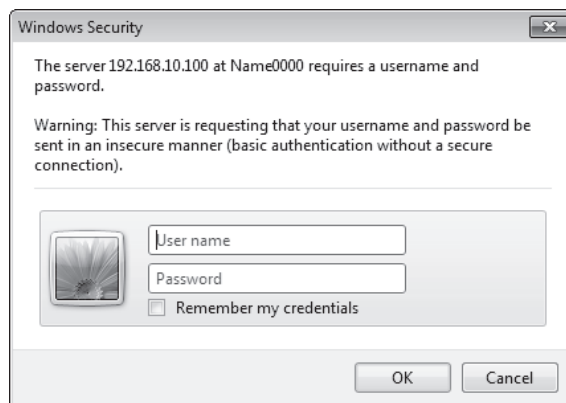 Windows Security
The server 192.168.10.100 at Name0000 requires a username and
password.
Warning: This server is requesting that your username and password be
sent in an insecure manner (basic authentication without a secure
connection).
User name
Password
Remember my credentials
OK
Cancel